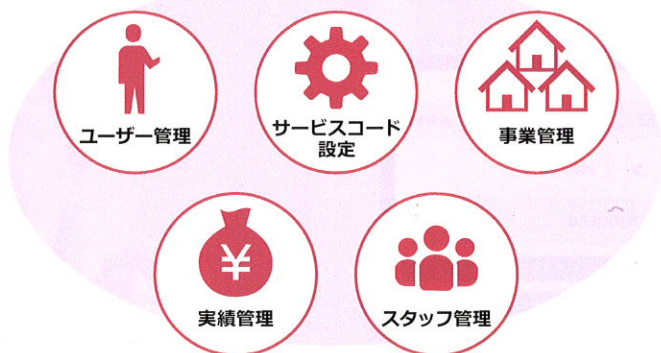 ユーザー管理
サービスコード
設定
事業管理
¥
実績管理
スタッフ管理